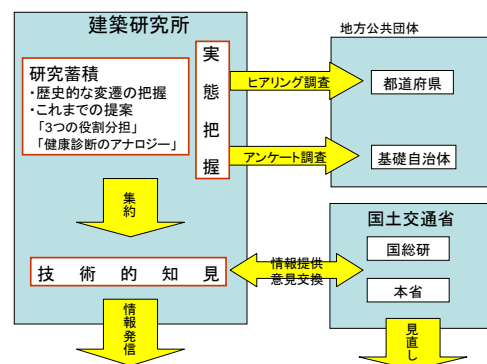 建築研究所
研究蓄積
・歴史的な変遷の把握
・これまでの提案
「3つの役割分担」
「健康診断のアナロジー」
実態把握
ヒアリング調査
アンケート調査
地方公共団体
都道府県
基礎自治体
集約
技術的知見
情報提供
意見交換
国土交通省
国総研
本省
情報発信
見直し